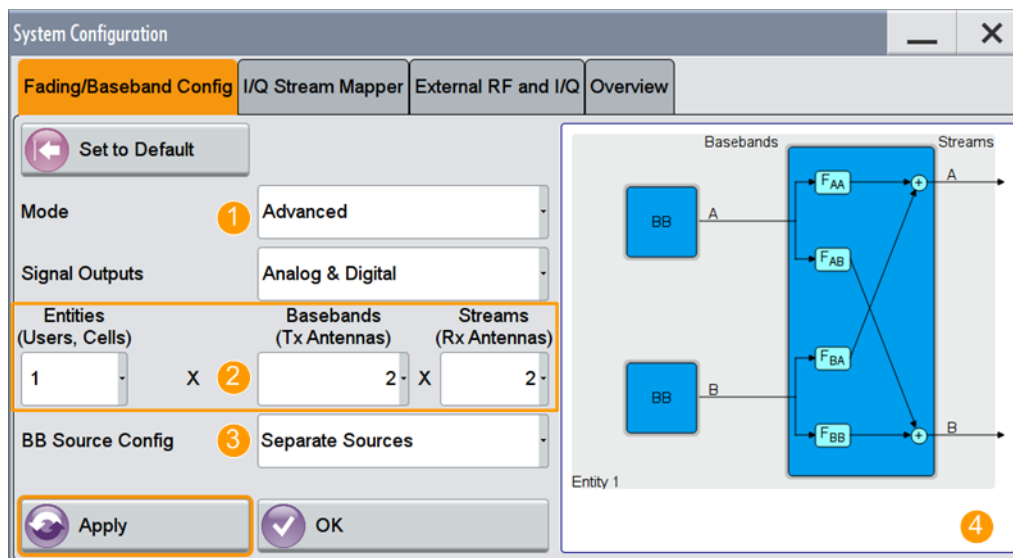 System Configuration
Fading/Baseband Config
I/Q Stream Mapper
External RF and I/Q
Overview
Set to Default
Mode
1
Advanced
Signal Outputs
Analog & Digital
Entities
(Users, Cells)
Basebands
(Tx Antennas)
Streams
(Rx Antennas)
1
X
2
2
X
2
BB Source Config
3
Separate Sources
Apply
OK
Basebands
Streams
BB
A
FAA
+
A
FAB
BB
B
FBA
FBB
+
B
Entity 1
4